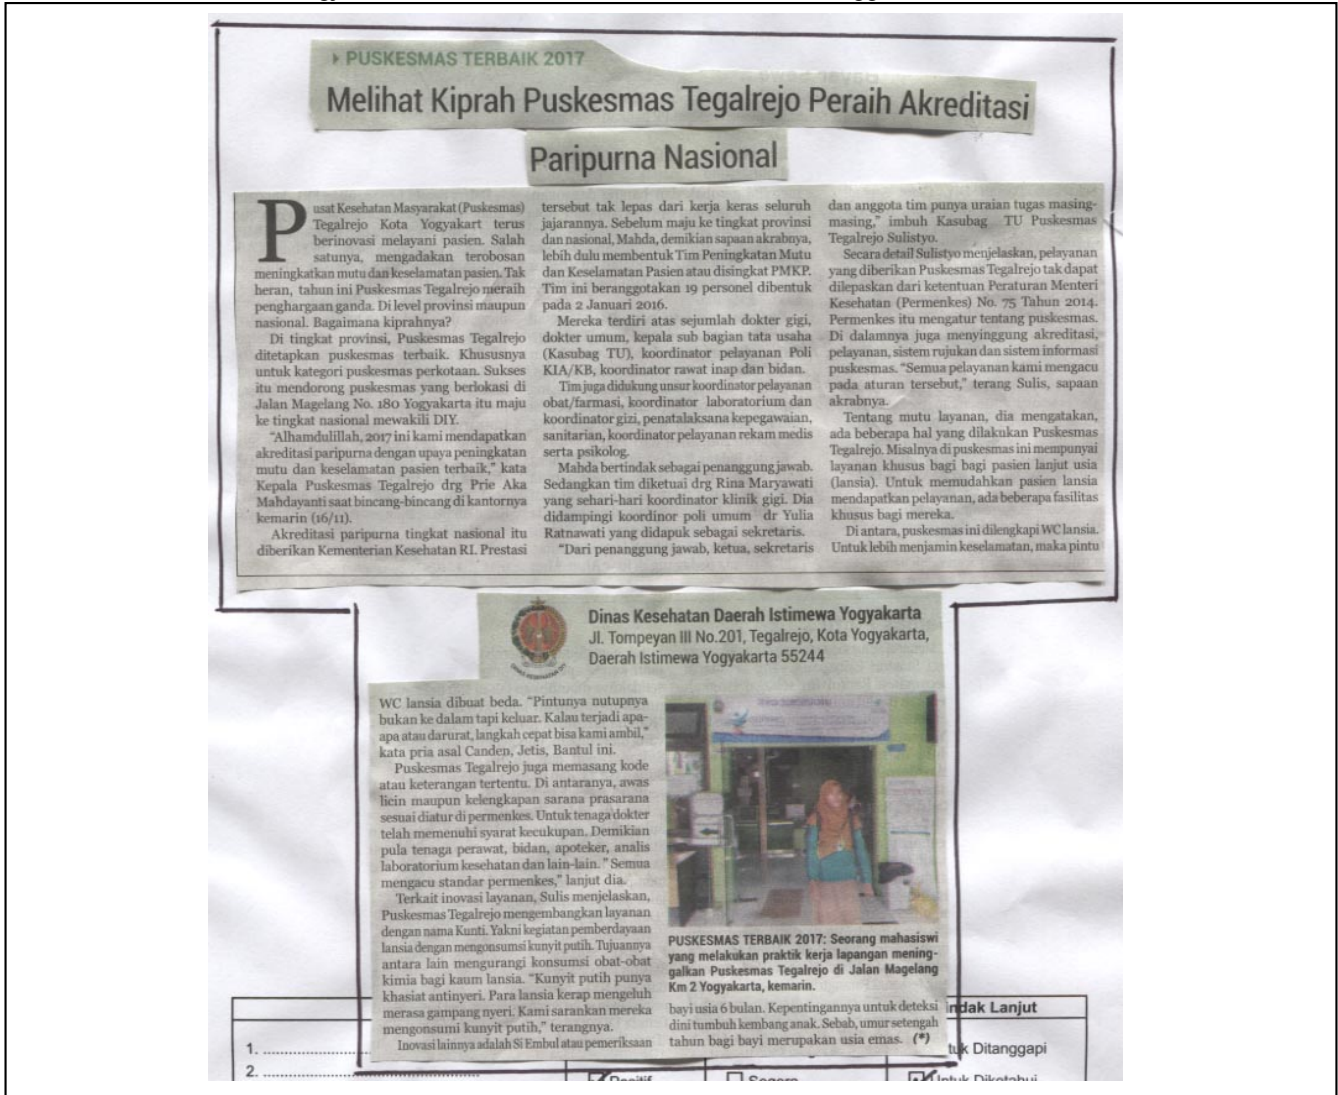 ▸ PUSKESMAS TERBAIK 2017
Melihat Kiprah Puskesmas Tegalrejo Peraih Akreditasi
Paripurna Nasional
Pusat Kesehatan Masyarakat (Puskesmas)
Tegalrejo Kota Yogyakart terus
berinovasi melayani pasien. Salah
satunya, mengadakan terobosan
meningkatkan mutu dan keselamatan pasien. Tak
heran, tahun ini Puskesmas Tegalrejo meraih
penghargaan ganda. Di level provinsi maupun
nasional. Bagaimana kiprahnya?
Di tingkat provinsi, Puskesmas Tegalrejo
ditetapkan puskesmas terbaik. Khususnya
untuk kategori puskesmas perkotaan. Sukses
itu mendorong puskesmas yang berlokasi di
Jalan Magelang No. 180 Yogyakarta itu maju
ke tingkat nasional mewakili DIY.
"Alhamdulillah, 2017 ini kami mendapatkan
akreditasi paripurna dengan upaya peningkatan
mutu dan keselamatan pasien terbaik," kata
Kepala Puskesmas Tegalrejo drg Prie Aka
Mahdayanti saat bincang-bincang di kantornya
kemarin (16/11).
Akreditasi paripurna tingkat nasional itu
diberikan Kementerian Kesehatan RI. Prestasi
tersebut tak lepas dari kerja keras seluruh
jajarannya. Sebelum maju ke tingkat provinsi
dan nasional, Mahda, demikian sapaan akrabnya,
lebih dulu membentuk Tim Peningkatan Mutu
dan Keselamatan Pasien atau disingkat PMKP.
Tim ini beranggotakan 19 personel dibentuk
pada 2 Januari 2016.
Mereka terdiri atas sejumlah dokter gigi,
dokter umum, kepala sub bagian tata usaha
(Kasubag TU), koordinator pelayanan Poli
KIA/KB, koordinator rawat inap dan bidan.
Tim juga didukung unsur koordinator pelayanan
obat/farmasi, koordinator laboratorium dan
koordinator gizi, penatalaksana kepegawaian,
sanitarian, koordinator pelayanan rekam medis
serta psikolog.
Mahda bertindak sebagai penanggung jawab.
Sedangkan tim diketuai drg Rina Maryawati
yang sehari-hari koordinator klinik gigi. Dia
didampingi koordinor poli umum dr Yulia
Ratnawati yang didapuk sebagai sekretaris.
"Dari penanggung jawab, ketua, sekretaris
dan anggota tim punya uraian tugas masing-
masing," imbuh Kasubag TU Puskesmas
Tegalrejo Sulistyo.
Secara detail Sulistyo menjelaskan, pelayanan
yang diberikan Puskesmas Tegalrejo tak dapat
dilepaskan dari ketentuan Peraturan Menteri
Kesehatan (Permenkes) No. 75 Tahun 2014.
Permenkes itu mengatur tentang puskesmas.
Di dalamnya juga menyinggung akreditasi,
pelayanan, sistem rujukan dan sistem informasi
puskesmas. "Semua pelayanan kami mengacu
pada aturan tersebut," terang Sulis, sapaan
akrabnya.
Tentang mutu layanan, dia mengatakan,
ada beberapa hal yang dilakukan Puskesmas
Tegalrejo. Misalnya di puskesmas ini mempunyai
layanan khusus bagi bagi pasien lanjut usia
(lansia). Untuk memudahkan pasien lansia
mendapatkan pelayanan, ada beberapa fasilitas
khusus bagi mereka.
Di antara, puskesmas ini dilengkapi WC lansia.
Untuk lebih menjamin keselamatan, maka pintu
Dinas Kesehatan Daerah Istimewa Yogyakarta
Jl. Tompeyan III No.201, Tegalrejo, Kota Yogyakarta,
Daerah Istimewa Yogyakarta 55244
WC lansia dibuat beda. "Pintunya nutupnya
bukan ke dalam tapi keluar. Kalau terjadi apa-
apa atau darurat, langkah cepat bisa kami ambil,"
kata pria asal Canden, Jetis, Bantul ini.
Puskesmas Tegalrejo juga memasang kode
atau keterangan tertentu. Di antaranya, awas
licin maupun kelengkapan sarana prasarana
sesuai diatur di permenkes. Untuk tenaga dokter
telah memenuhi syarat kecukupan. Demikian
pula tenaga perawat, bidan, apoteker, analis
laboratorium kesehatan dan lain-lain. "Semua
mengacu standar permenkes," lanjut dia.
Terkait inovasi layanan, Sulis menjelaskan,
Puskesmas Tegalrejo mengembangkan layanan
dengan nama Kunti. Yakni kegiatan pemberdayaan
lansia dengan mengonsumsi kunyit putih. Tujuannya
antara lain mengurangi konsumsi obat-obat
kimia bagi kaum lansia. "Kunyit putih punya
khasiat antinyeri. Para lansia kerap mengeluh
merasa gampang nyeri. Kami sarankan mereka
mengonsumi kunyit putih," terangnya.
Inovasi lainnya adalah Si Embul atau pemeriksaan
PUSKESMAS TERBAIK 2017: Seorang mahasiswi
yang melakukan praktik kerja lapangan mening-
galkan Puskesmas Tegalrejo di Jalan Magelang
Km 2 Yogyakarta, kemarin.
bayi usia 6 bulan. Kepentingannya untuk deteksi
dini tumbuh kembang anak. Sebab, umur setengah
tahun bagi bayi merupakan usia emas. (*)
indak Lanjut
1. ........................
tuk Ditanggapi
2. ........................
Positif
Segera
Untuk Diketahui